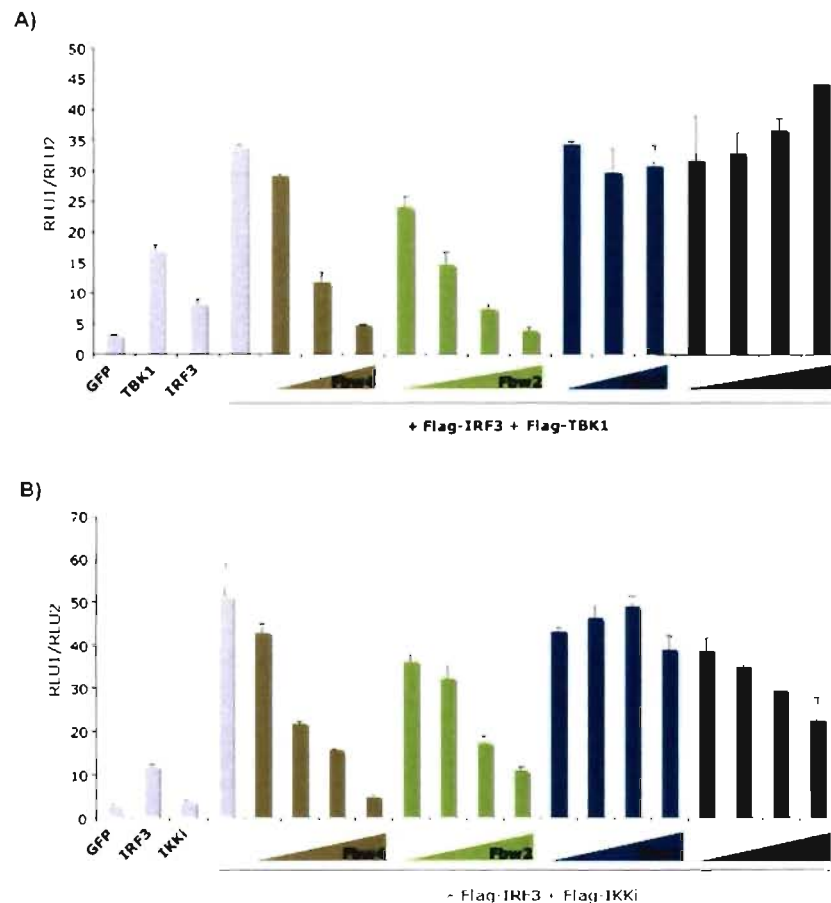 A)
50
45
40
35
30
25
20
15
10
5
0
RLU1/RLU2
GFP
TBK1
IRF3
Fbw2
+ Flag-IRF3 + Flag-TBK1
B)
70
60
50
40
30
20
10
0
RLU1/RLU2
GFP
IRF3
IKKi
Fbw2
Flag-IRF3 + Flag-IKKi